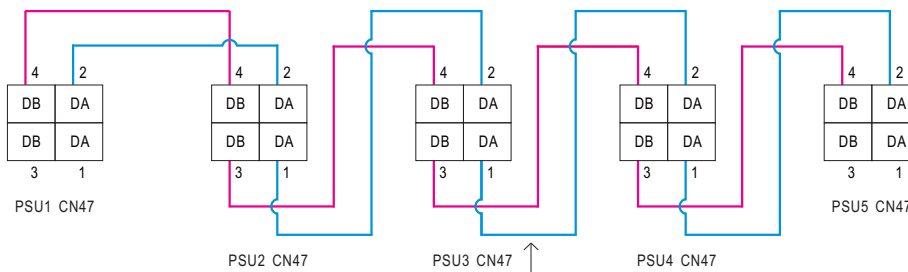 4 2 4 2 4 2 4 2 4 2
DB DA DB DA DB DA DB DA DB DA
DB DA DB DA DB DA DB DA DB DA
3 1 3 1 3 1 3 1 3 1
PSU1 CN47 PSU5 CN47
PSU2 CN47 PSU3 CN47 PSU4 CN47